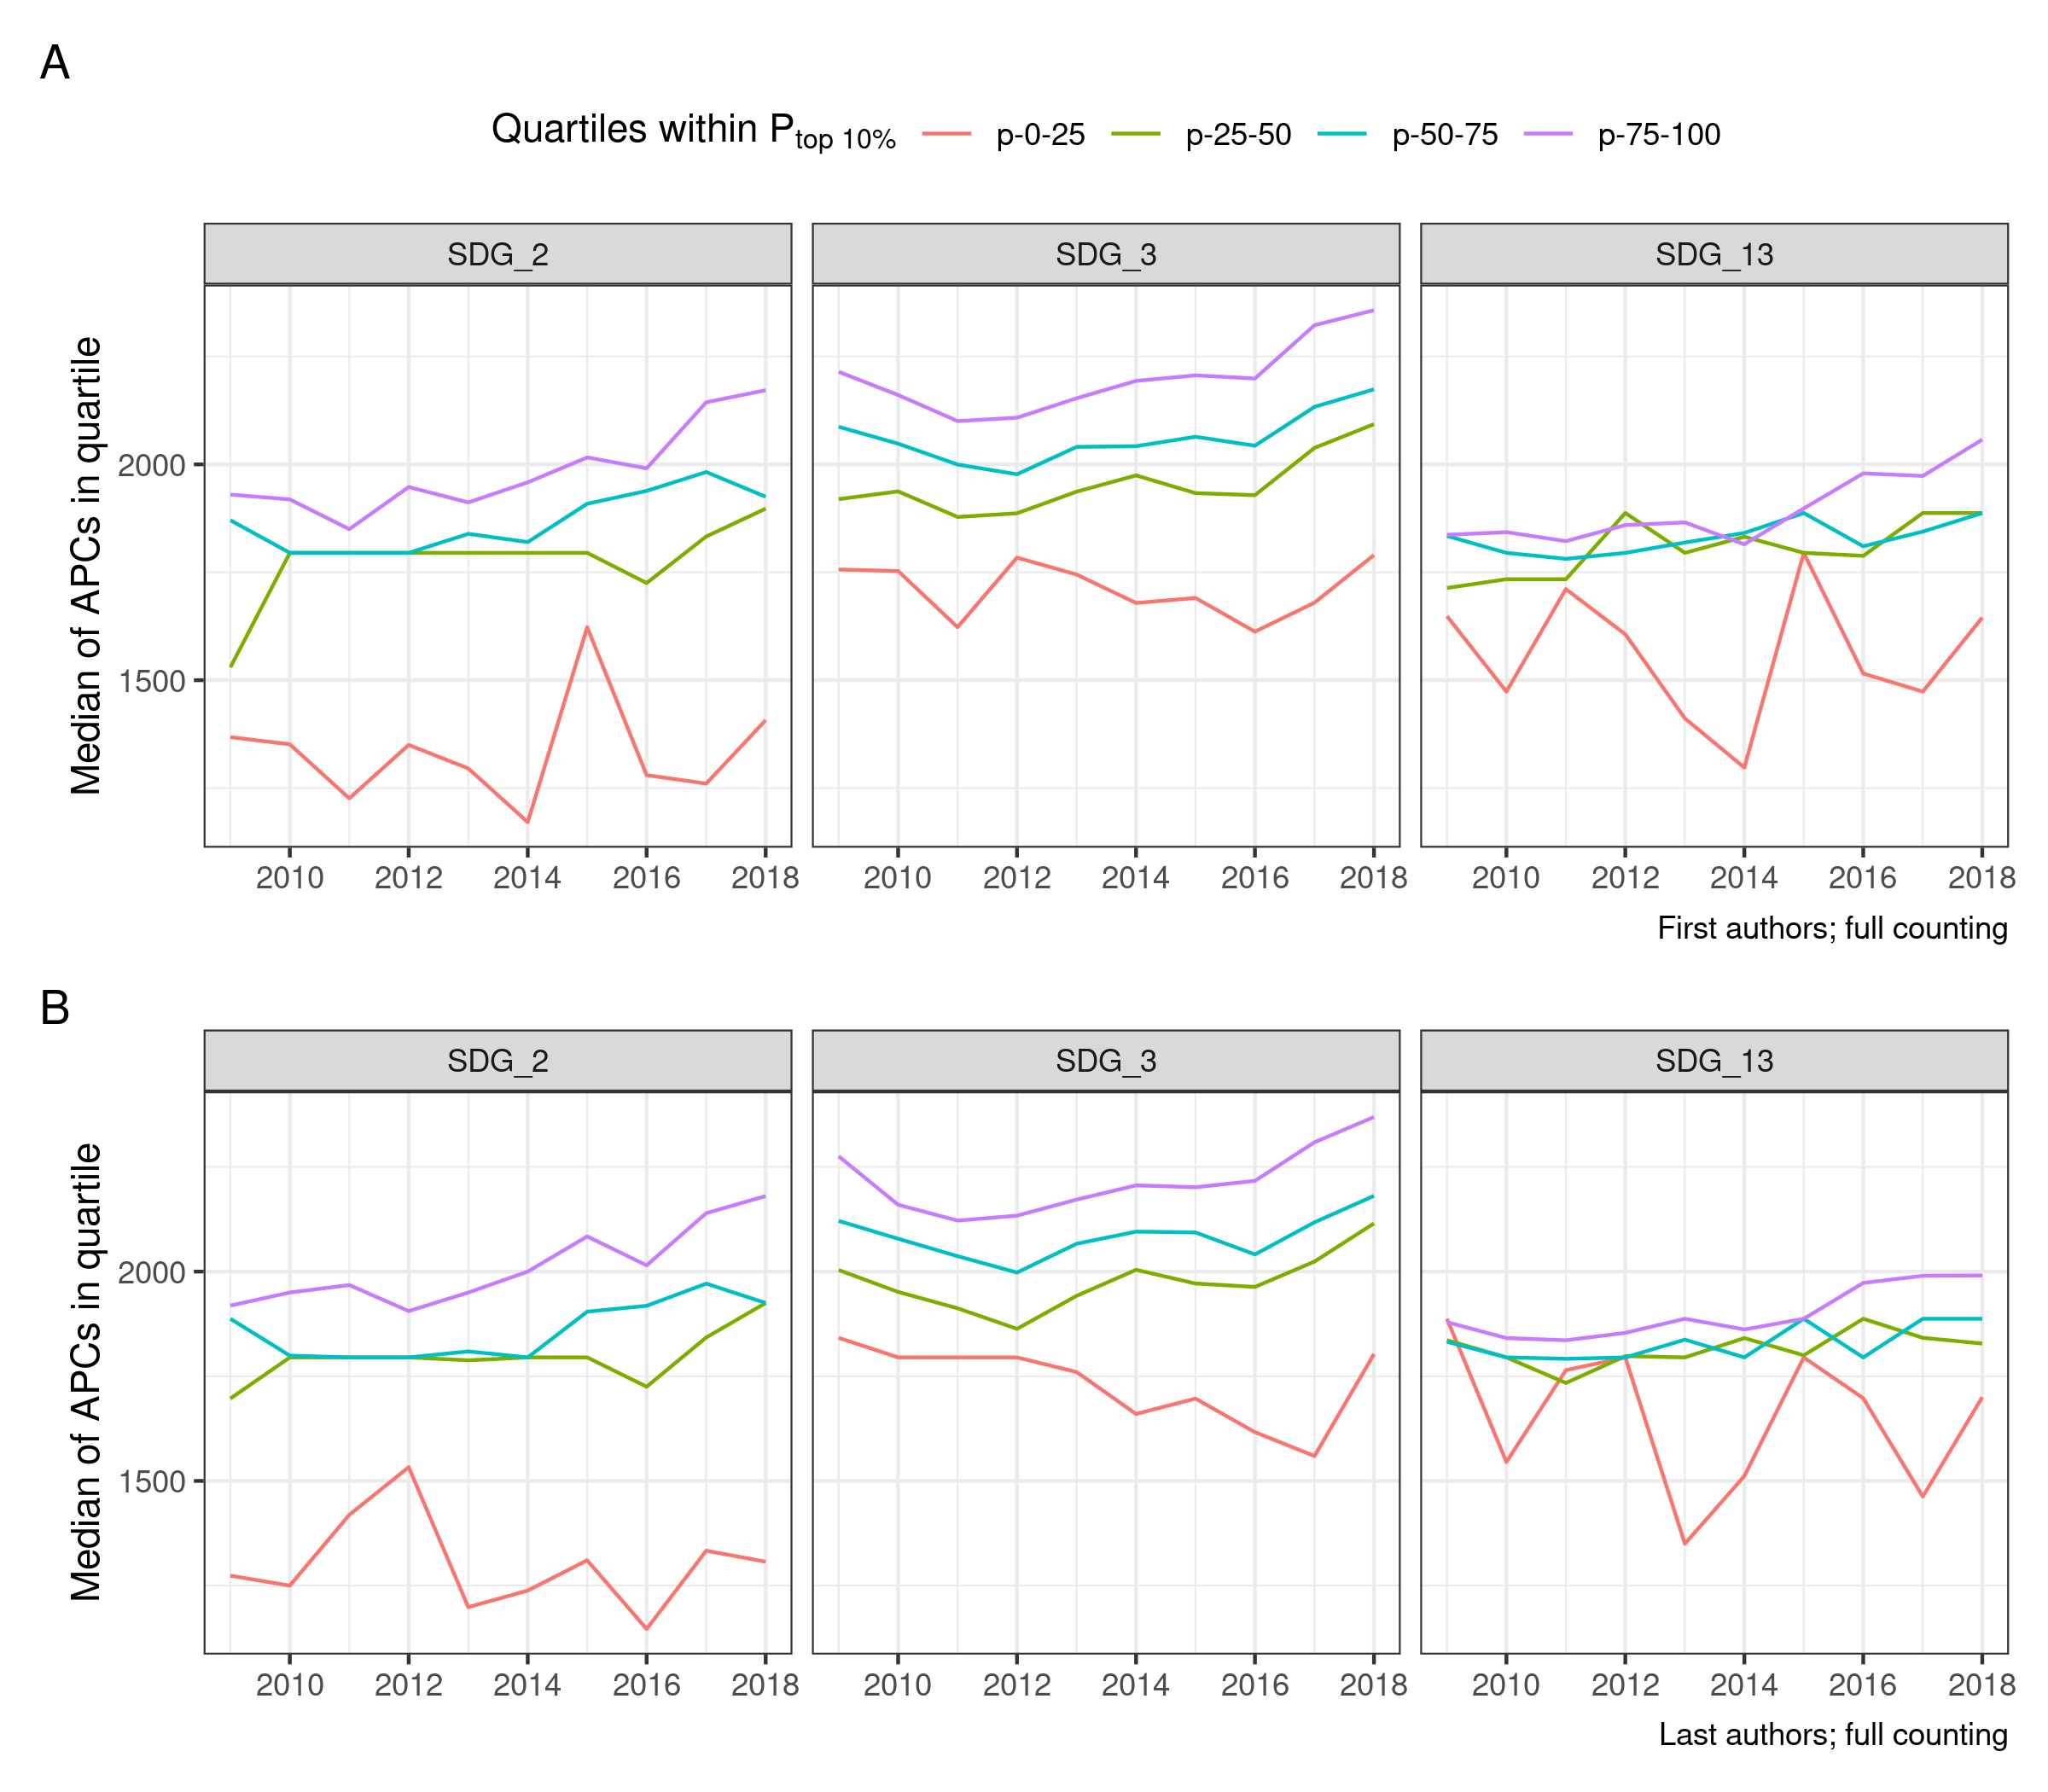 A
Quartiles within P top 10% p-0-25 p-25-50 p-50-75 p-75-100
SDG_2 SDG_3 SDG_13
Median of APCs in quartile
2000
1500
2010 2012 2014 2016 2018 2010 2012 2014 2016 2018 2010 2012 2014 2016 2018
First authors; full counting
B
SDG_2 SDG_3 SDG_13
Median of APCs in quartile
2000
1500
2010 2012 2014 2016 2018 2010 2012 2014 2016 2018 2010 2012 2014 2016 2018
Last authors; full counting